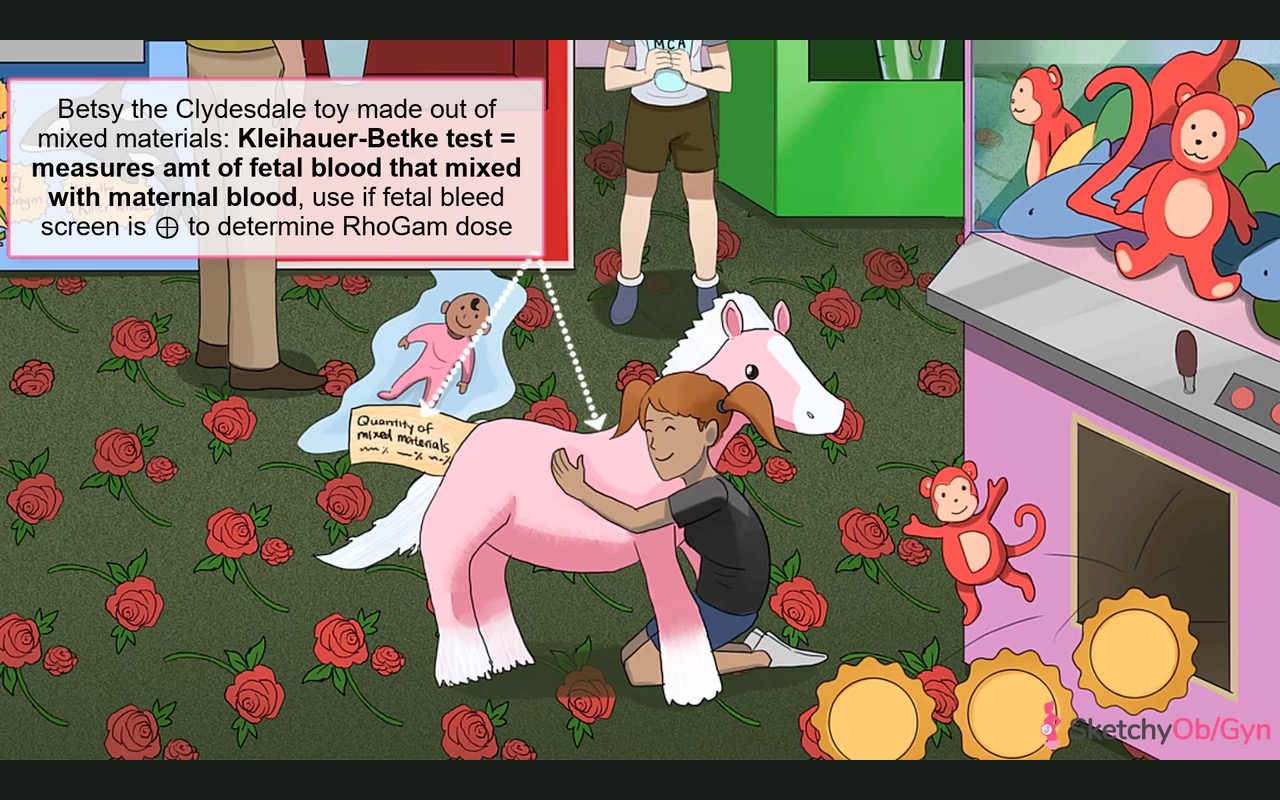 MCA
Betsy the Clydesdale toy made out of
mixed materials: Kleihauer-Betke test =
measures amt of fetal blood that mixed
with maternal blood, use if fetal bleed
screen is ⊕ to determine RhoGam dose
Quantity of
mixed materials
SketchyOb/Gyn